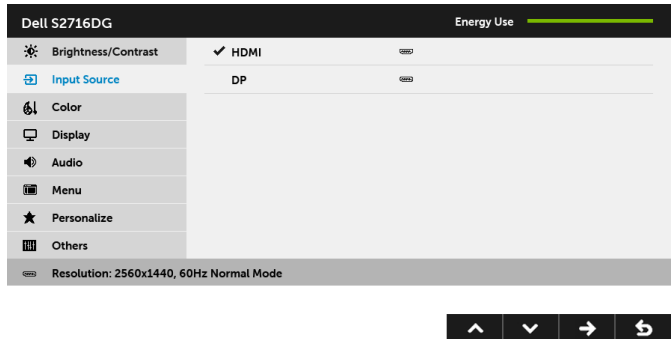 Dell S2716DG
Energy Use
Brightness/Contrast
HDMI
Input Source
DP
Color
Display
Audio
Menu
Personalize
Others
Resolution: 2560x1440, 60Hz Normal Mode